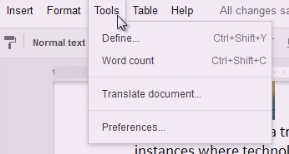 Insert Format Tools Table Help All changes sa
Normal text
Define... Ctrl+Shift+Y
Word count Ctrl+Shift+C
Translate document...
Preferences...
a tr
instances where technol